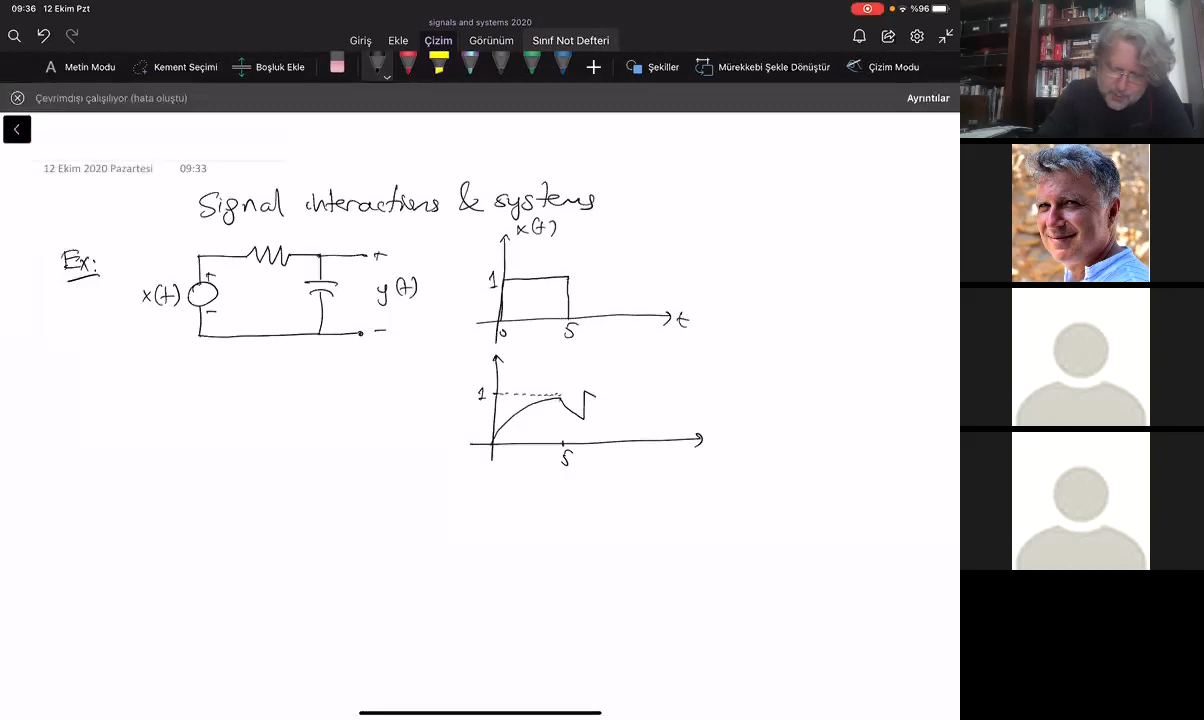 09:36 12 Ekim Pzt
%96
signals and systems 2020
Giriş Ekle Çizim Görünüm Sınıf Not Defteri
Metin Modu Kement Seçimi Boşluk Ekle Şekiller Mürekkebi Şekle Dönüştür Çizim Modu
Çevrimdışı çalışılıyor (hata oluştu) Ayrıntılar
12 Ekim 2020 Pazartesi 09:33
Signal interactions & systems
Ex:
x(t)
+
-
+
y(t)
-
x(t)
1
0
5
t
1
5